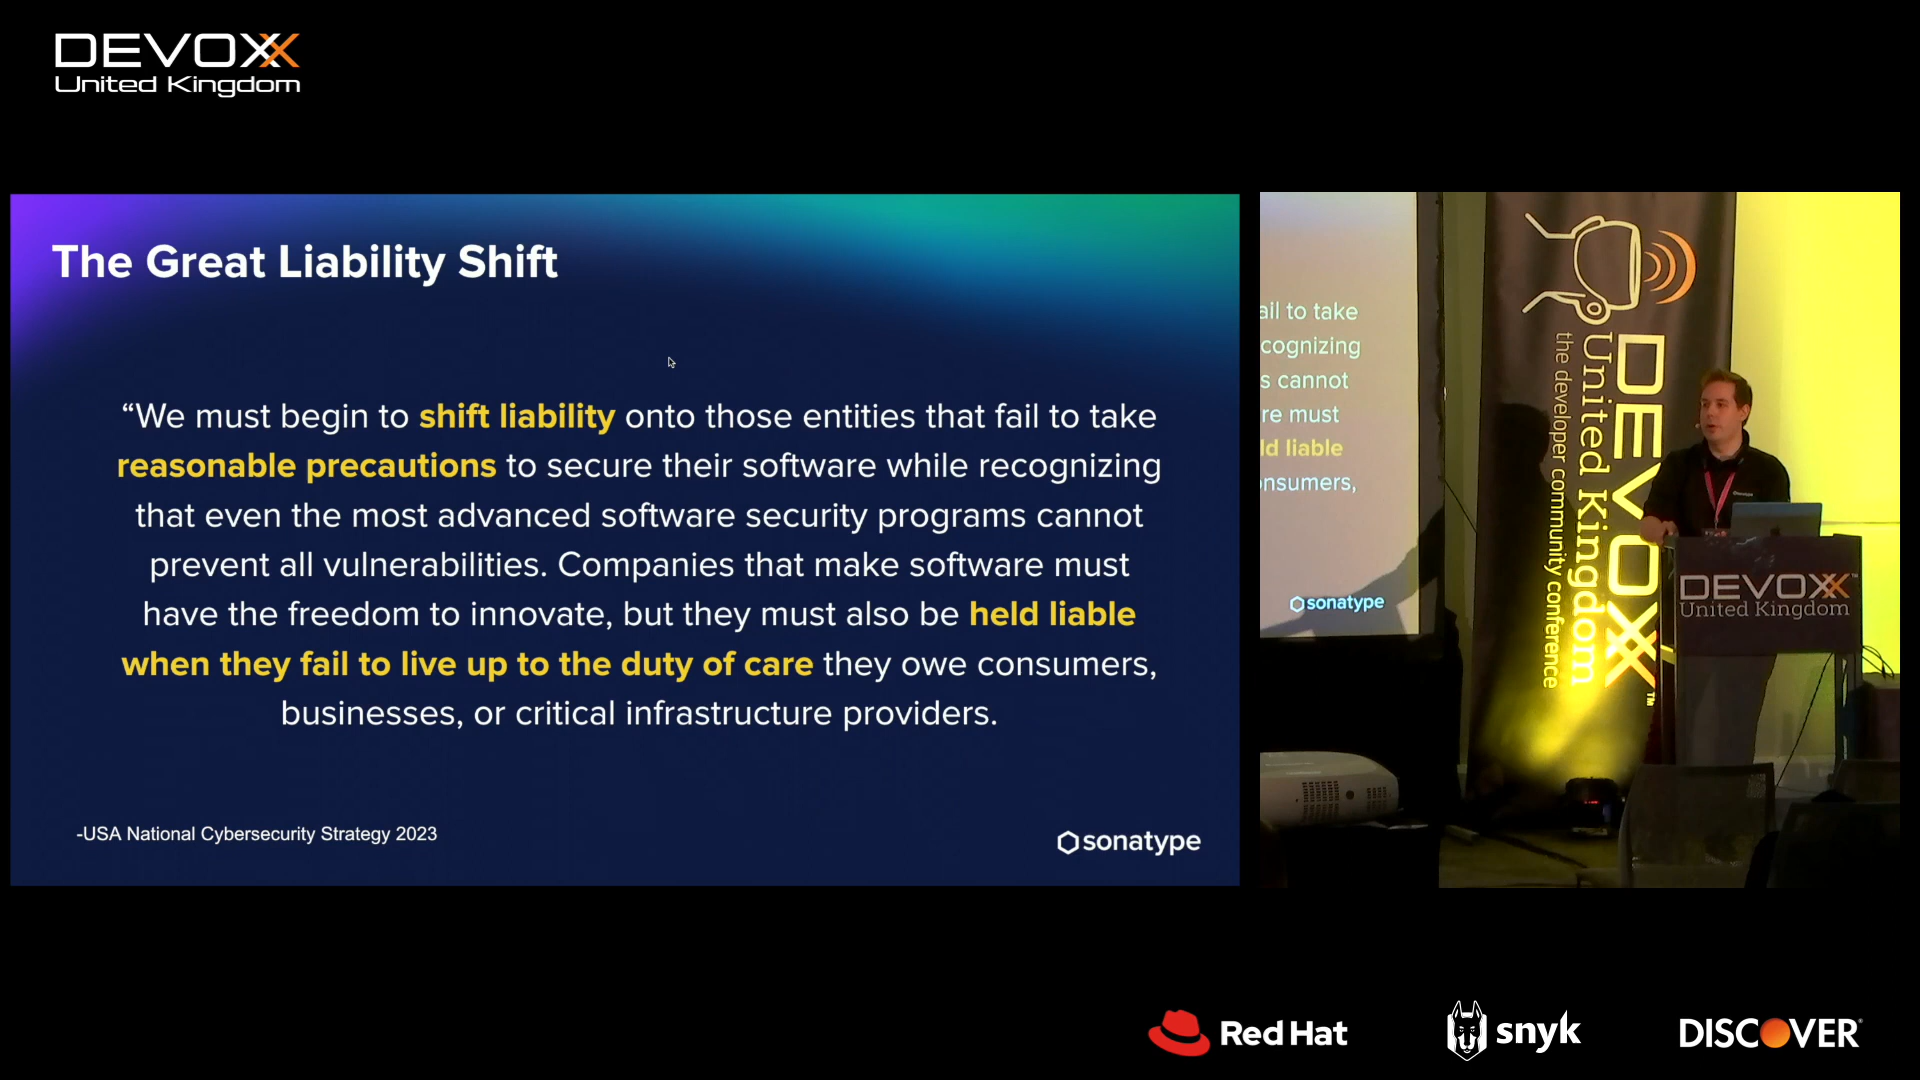 DEVOXX
United Kingdom
The Great Liability Shift
“We must begin to shift liability onto those entities that fail to take
reasonable precautions to secure their software while recognizing
that even the most advanced software security programs cannot
prevent all vulnerabilities. Companies that make software must
have the freedom to innovate, but they must also be held liable
when they fail to live up to the duty of care they owe consumers,
businesses, or critical infrastructure providers.
-USA National Cybersecurity Strategy 2023
sonatype
ail to take
cognizing
s cannot
re must
ld liable
nsumers,
sonatype
DEVOXX™
United Kingdom
the developer community conference
DEVOXX™
United Kingdom
Red Hat
snyk
DISCOVER